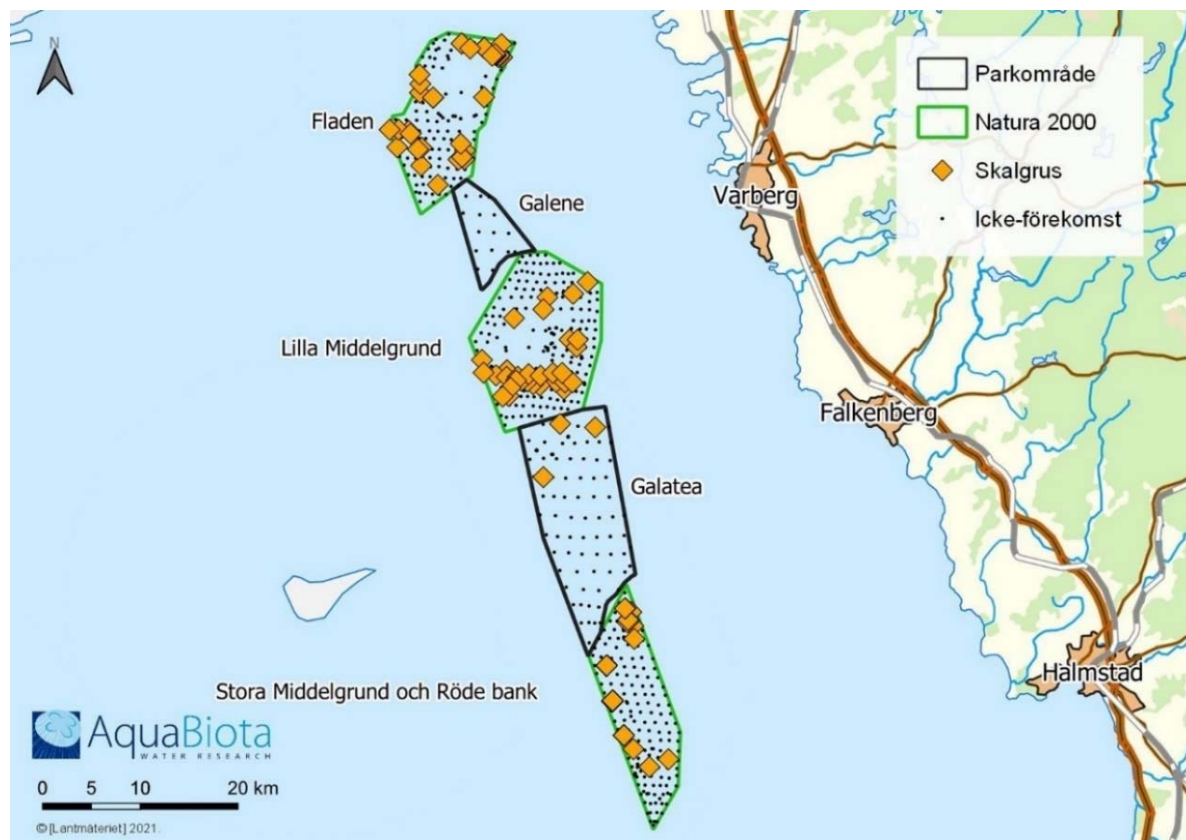 N
Parkområde
Natura 2000
Skalgrus
Icke-förekomst
Fladen
Galene
Varberg
Lilla Middelgrund
Falkenberg
Galatea
Halmstad
Stora Middelgrund och Röde bank
AquaBiota
WATER RESEARCH
0 5 10 20 km
©[Lantmäteriet] 2021.